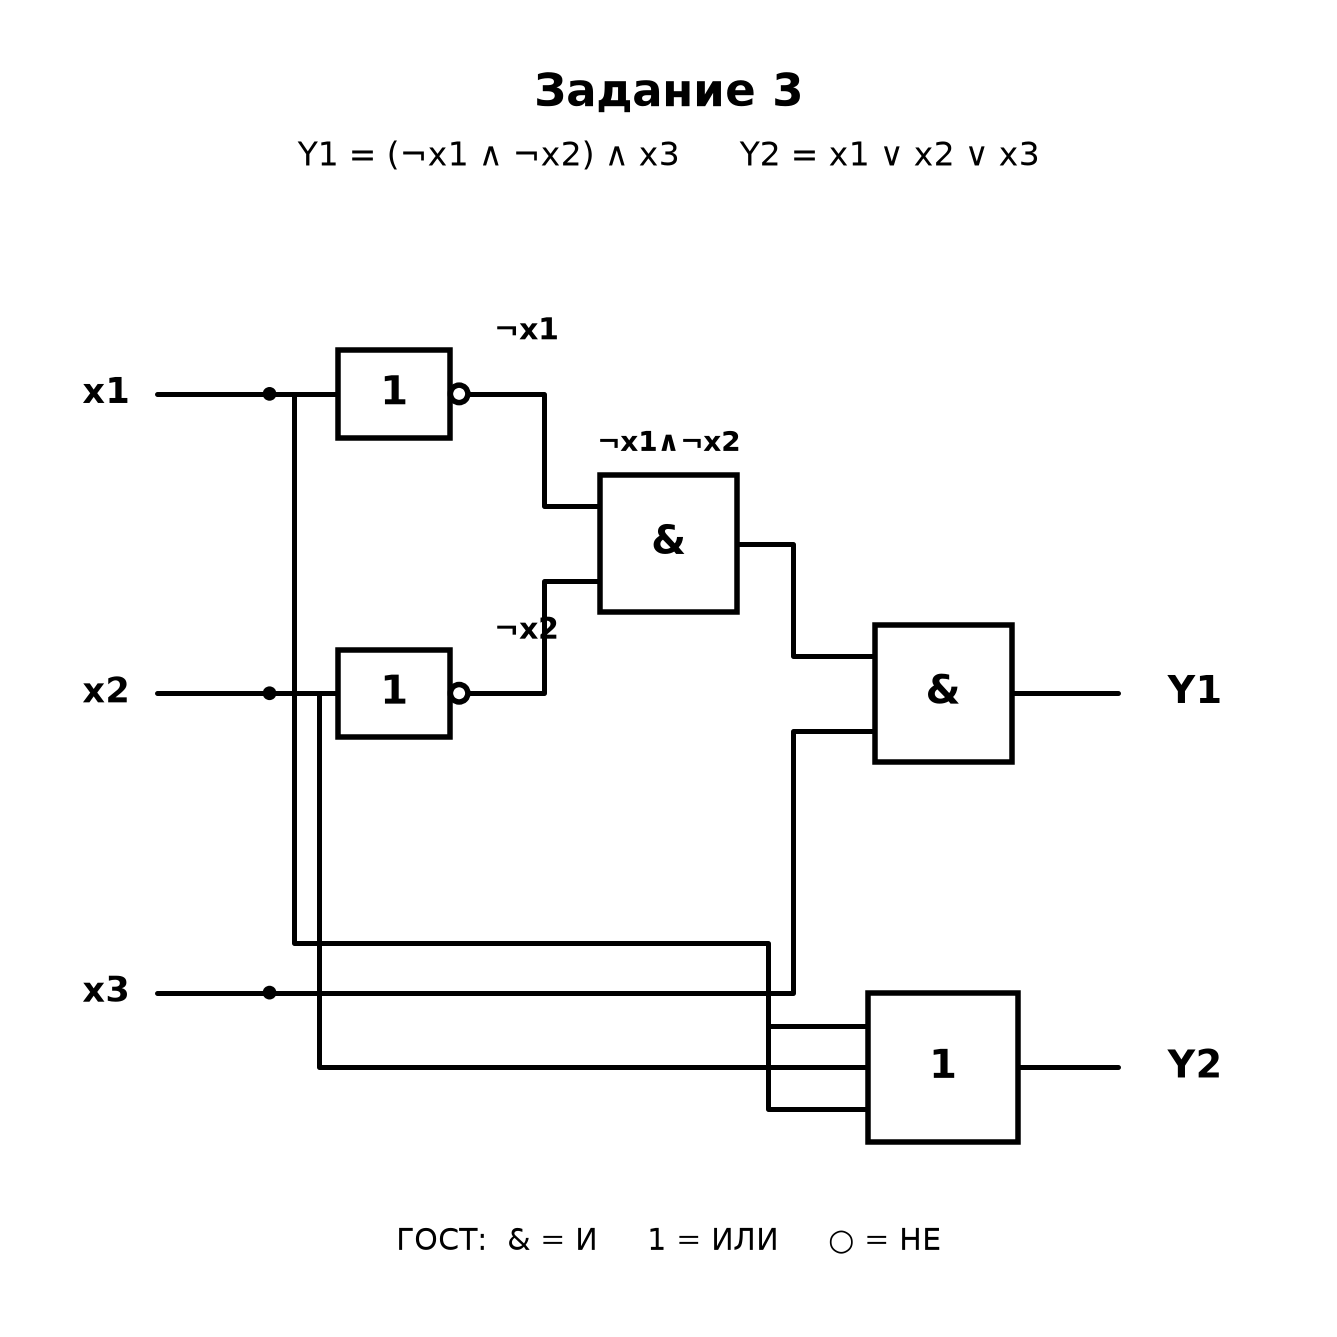 Задание 3
Y1 = (¬x1 ∧ ¬x2) ∧ x3 Y2 = x1 ∨ x2 ∨ x3
¬x1
x1
1
¬x1∧¬x2
&
¬x2
x2
1
&
Y1
x3
1
Y2
ГОСТ: & = И 1 = ИЛИ ○ = НЕ